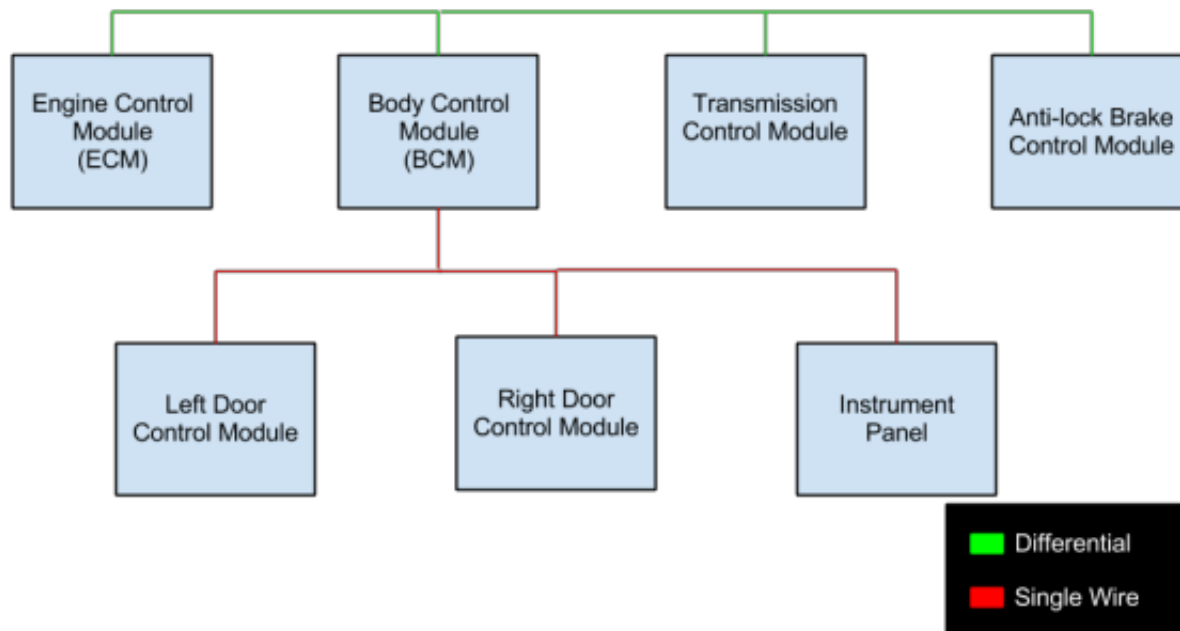 Engine Control
Module
(ECM)
Body Control
Module
(BCM)
Transmission
Control Module
Anti-lock Brake
Control Module
Left Door
Control Module
Right Door
Control Module
Instrument
Panel
Differential
Single Wire